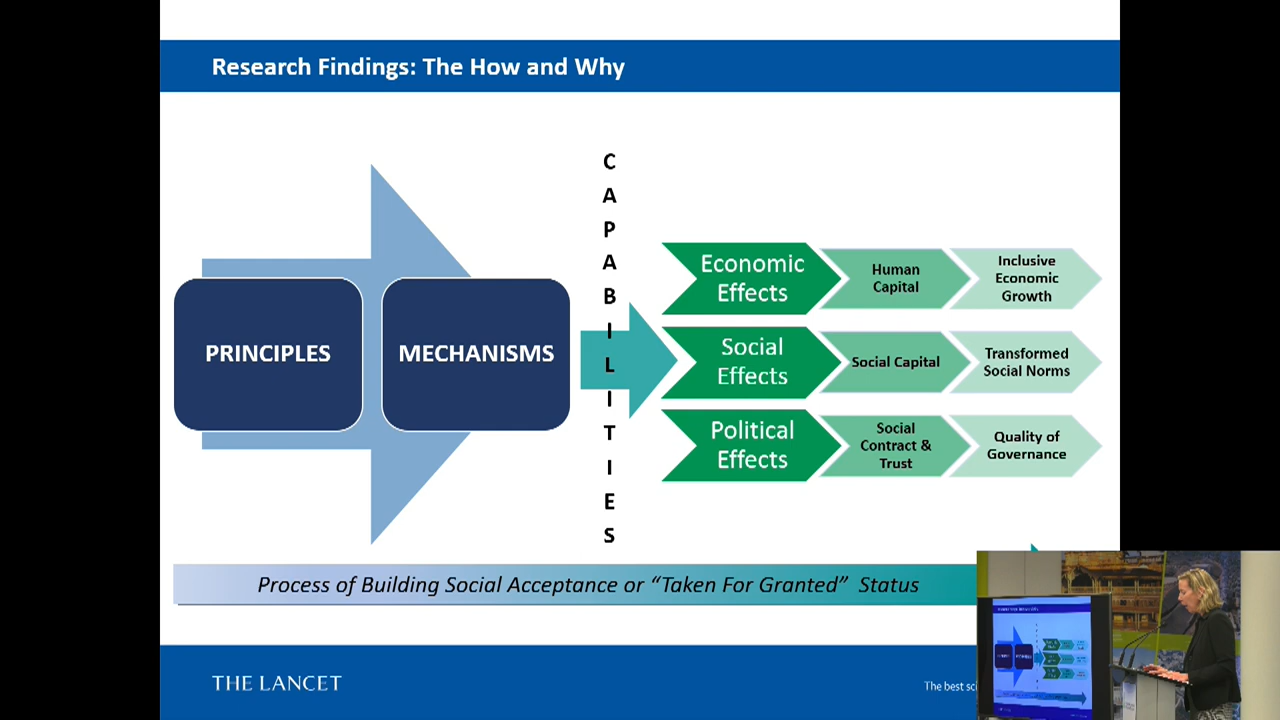 Research Findings: The How and Why
PRINCIPLES
MECHANISMS
C
A
P
A
B
I
L
I
T
I
E
S
Economic
Effects
Human
Capital
Inclusive
Economic
Growth
Social
Effects
Social Capital
Transformed
Social Norms
Political
Effects
Social
Contract &
Trust
Quality of
Governance
Process of Building Social Acceptance or “Taken For Granted” Status
THE LANCET
The best